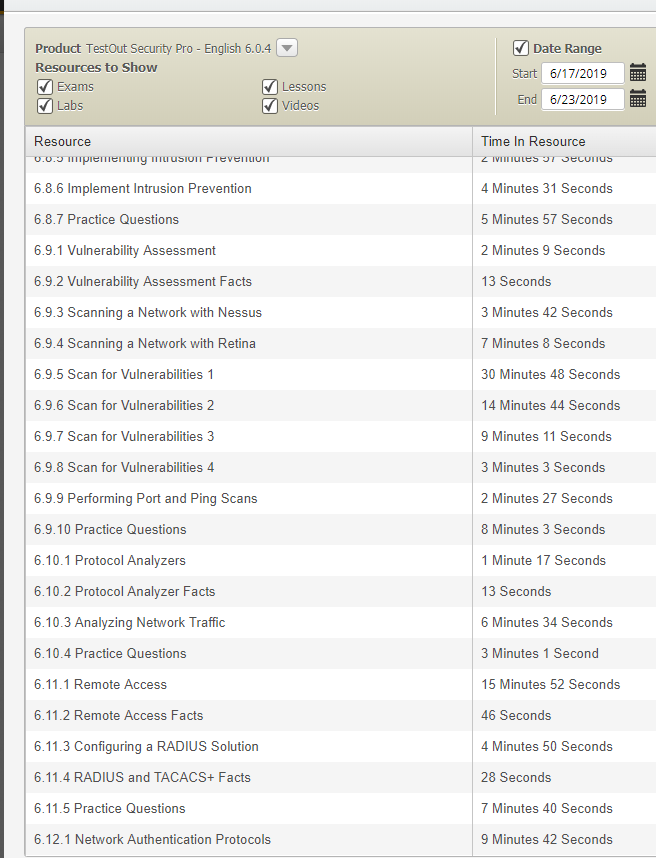 Product TestOut Security Pro - English 6.0.4
Resources to Show
Exams Lessons
Labs Videos
Date Range
Start 6/17/2019
End 6/23/2019
Resource Time In Resource
6.8.5 Implementing Intrusion Prevention 2 Minutes 57 Seconds
6.8.6 Implement Intrusion Prevention 4 Minutes 31 Seconds
6.8.7 Practice Questions 5 Minutes 57 Seconds
6.9.1 Vulnerability Assessment 2 Minutes 9 Seconds
6.9.2 Vulnerability Assessment Facts 13 Seconds
6.9.3 Scanning a Network with Nessus 3 Minutes 42 Seconds
6.9.4 Scanning a Network with Retina 7 Minutes 8 Seconds
6.9.5 Scan for Vulnerabilities 1 30 Minutes 48 Seconds
6.9.6 Scan for Vulnerabilities 2 14 Minutes 44 Seconds
6.9.7 Scan for Vulnerabilities 3 9 Minutes 11 Seconds
6.9.8 Scan for Vulnerabilities 4 3 Minutes 3 Seconds
6.9.9 Performing Port and Ping Scans 2 Minutes 27 Seconds
6.9.10 Practice Questions 8 Minutes 3 Seconds
6.10.1 Protocol Analyzers 1 Minute 17 Seconds
6.10.2 Protocol Analyzer Facts 13 Seconds
6.10.3 Analyzing Network Traffic 6 Minutes 34 Seconds
6.10.4 Practice Questions 3 Minutes 1 Second
6.11.1 Remote Access 15 Minutes 52 Seconds
6.11.2 Remote Access Facts 46 Seconds
6.11.3 Configuring a RADIUS Solution 4 Minutes 50 Seconds
6.11.4 RADIUS and TACACS+ Facts 28 Seconds
6.11.5 Practice Questions 7 Minutes 40 Seconds
6.12.1 Network Authentication Protocols 9 Minutes 42 Seconds